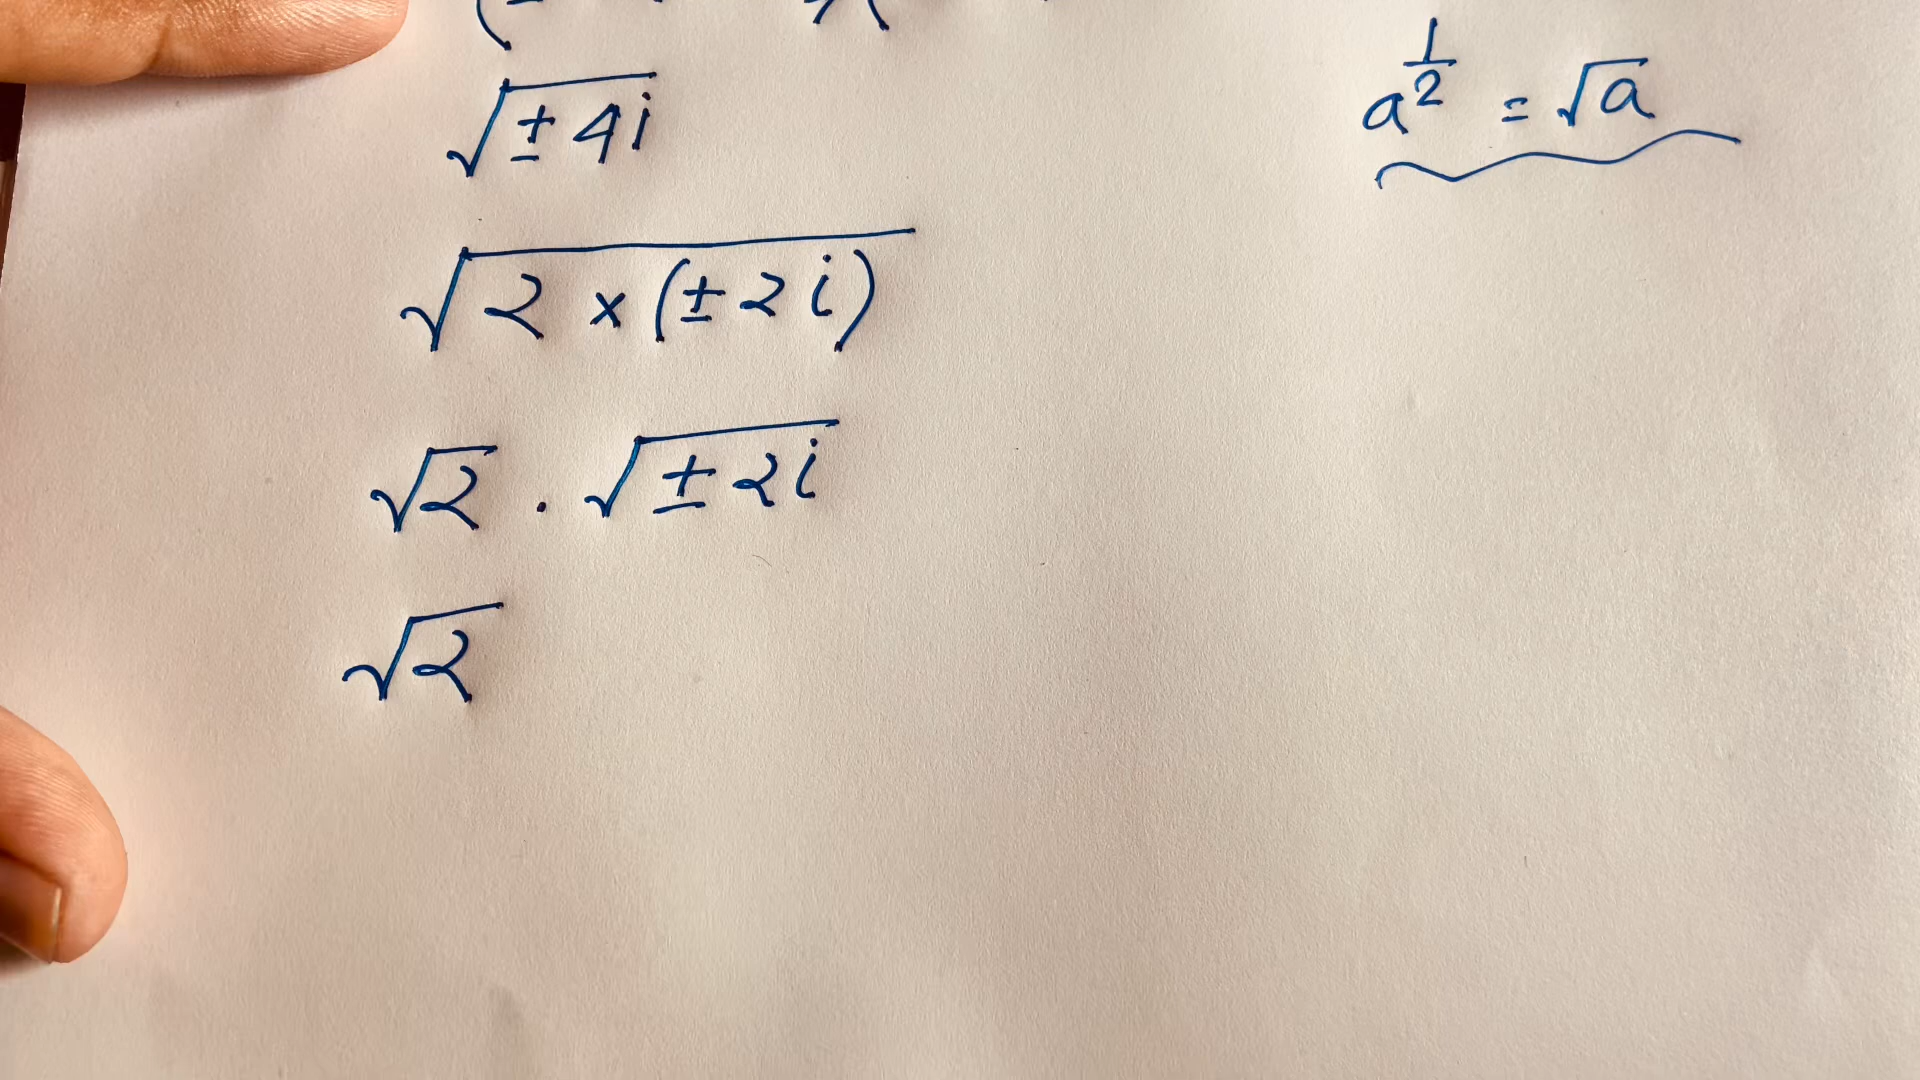 √±4i
a^{1/2} = √a
√2 × (±2i)
√2 . √±2i
√2